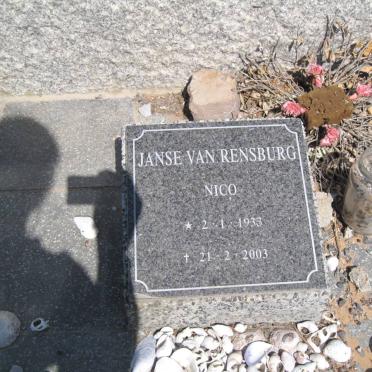 JANSE VAN RENSBURG
NICO
★ 2 · 1 · 1933
† 21 · 2 · 2003